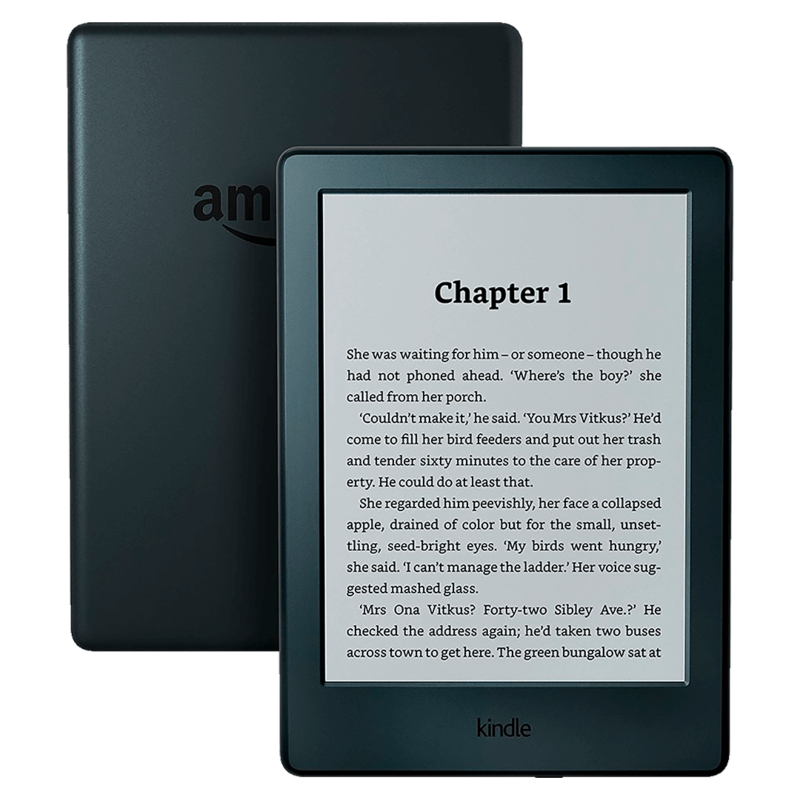 am
Chapter 1
She was waiting for him – or someone – though he
had not phoned ahead. ‘Where’s the boy?’ she
called from her porch.
‘Couldn’t make it,’ he said. ‘You Mrs Vitkus?’ He’d
come to fill her bird feeders and put out her trash
and tender sixty minutes to the care of her prop-
erty. He could do at least that.
She regarded him peevishly, her face a collapsed
apple, drained of color but for the small, unset-
tling, seed-bright eyes. ‘My birds went hungry,’
she said. ‘I can’t manage the ladder.’ Her voice sug-
gested mashed glass.
‘Mrs Ona Vitkus? Forty-two Sibley Ave.?’ He
checked the address again; he’d taken two buses
across town to get here. The green bungalow sat at
kindle